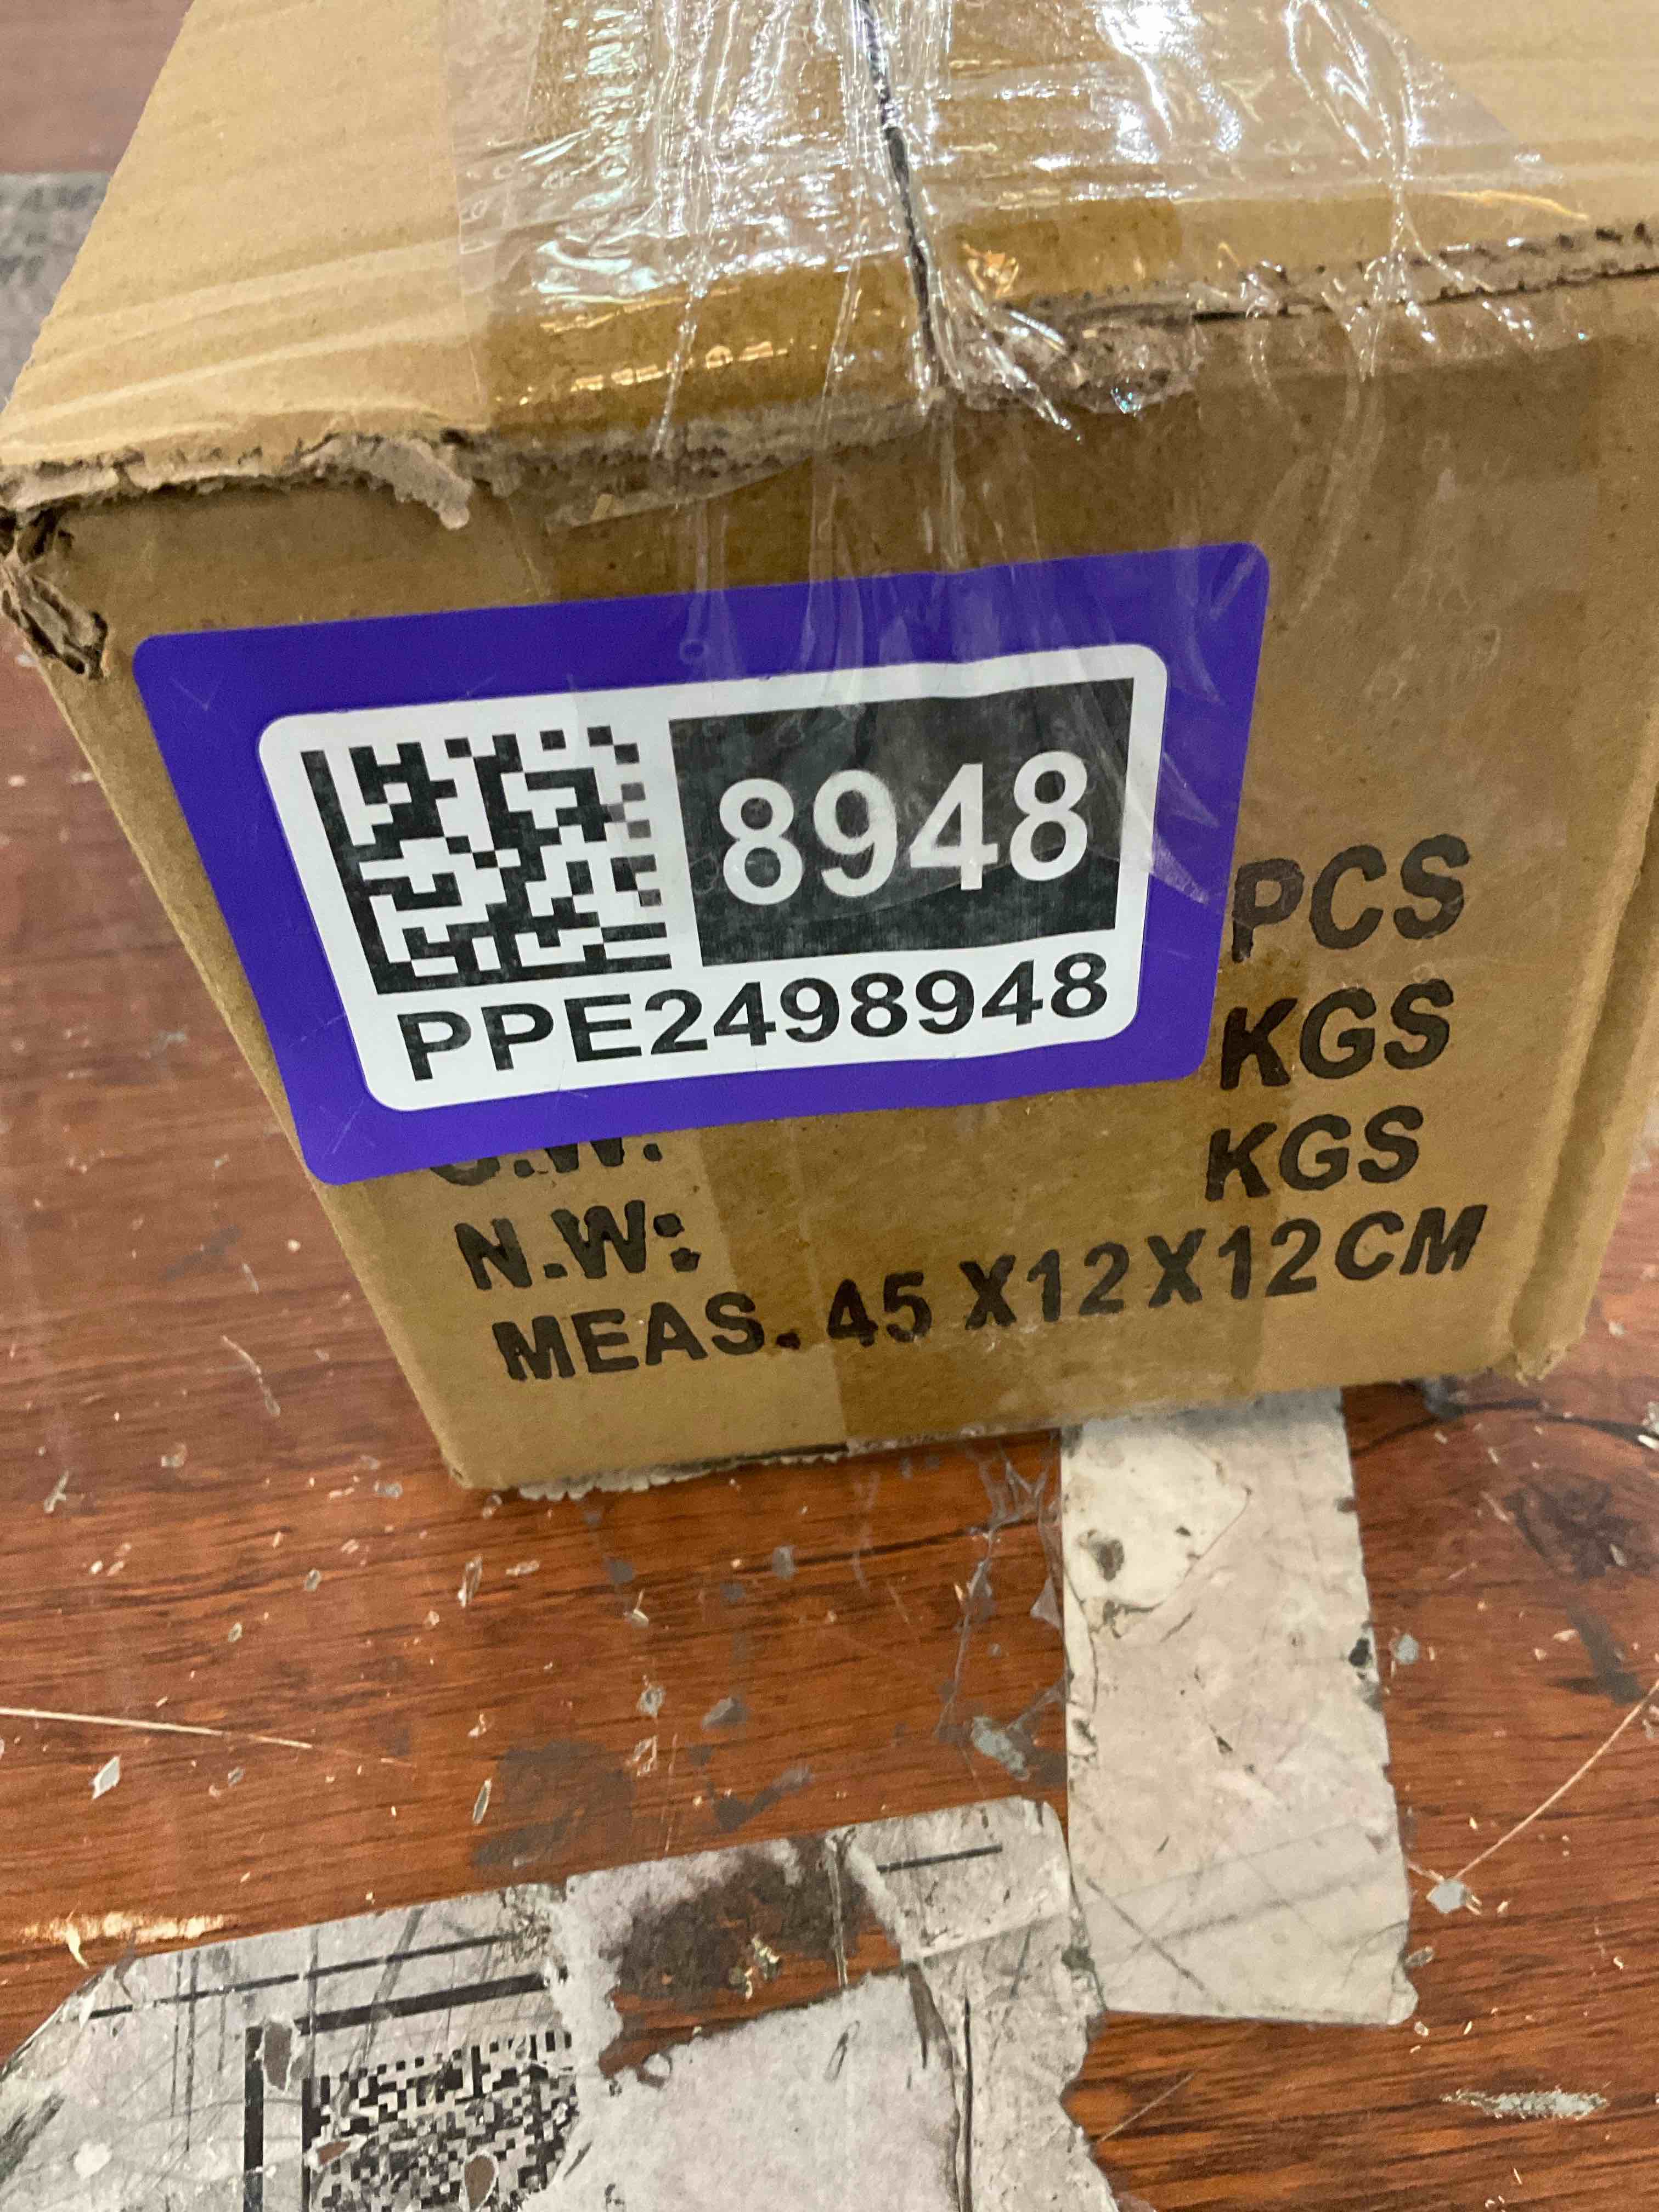 8948
PPE2498948
PCS
KGS
.W.
KGS
N.W:
MEAS. 45 X12X12CM